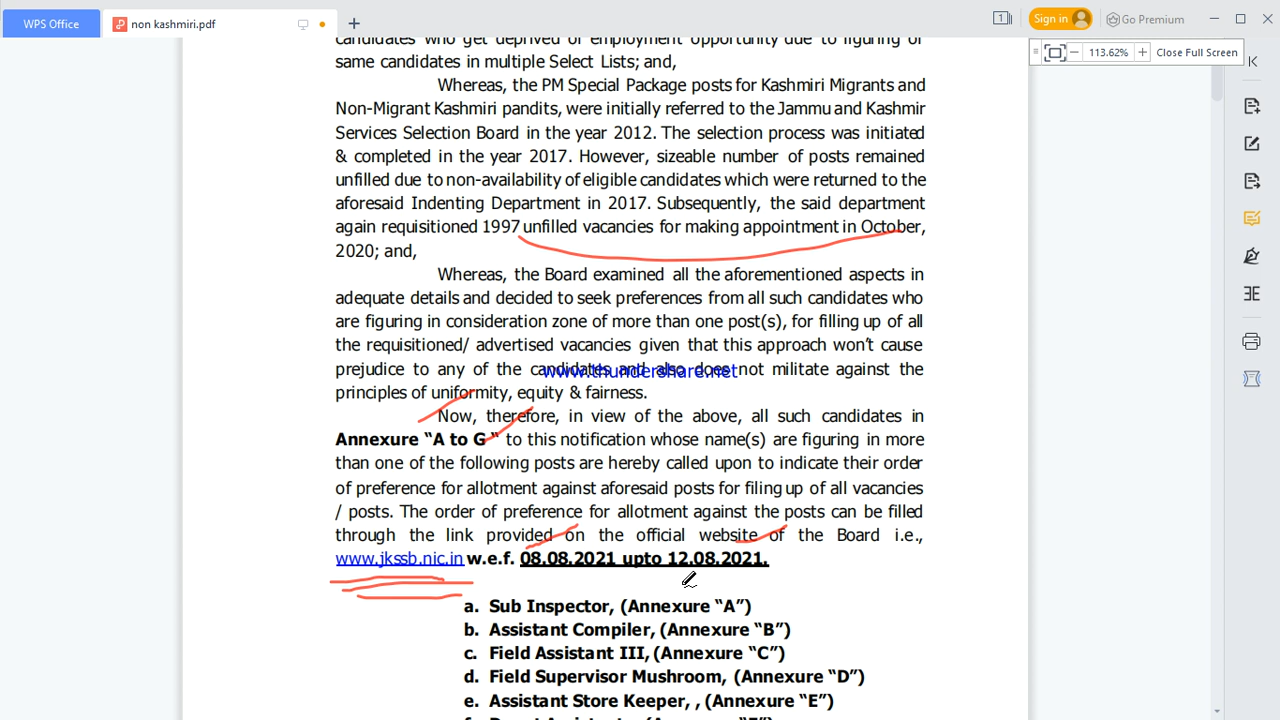 WPS Office
non kashmiri.pdf
1
Sign in
Go Premium
113.62%
Close Full Screen
candidates who get deprived of employment opportunity due to figuring of
same candidates in multiple Select Lists; and,
Whereas, the PM Special Package posts for Kashmiri Migrants and
Non-Migrant Kashmiri pandits, were initially referred to the Jammu and Kashmir
Services Selection Board in the year 2012. The selection process was initiated
& completed in the year 2017. However, sizeable number of posts remained
unfilled due to non-availability of eligible candidates which were returned to the
aforesaid Indenting Department in 2017. Subsequently, the said department
again requisitioned 1997 unfilled vacancies for making appointment in October,
2020; and,
Whereas, the Board examined all the aforementioned aspects in
adequate details and decided to seek preferences from all such candidates who
are figuring in consideration zone of more than one post(s), for filling up of all
the requisitioned/ advertised vacancies given that this approach won't cause
prejudice to any of the candidates and also does not militate against the
www.thundershare.net
principles of uniformity, equity & fairness.
Now, therefore, in view of the above, all such candidates in
Annexure "A to G " to this notification whose name(s) are figuring in more
than one of the following posts are hereby called upon to indicate their order
of preference for allotment against aforesaid posts for filing up of all vacancies
/ posts. The order of preference for allotment against the posts can be filled
through the link provided on the official website of the Board i.e.,
www.jkssb.nic.in w.e.f. 08.08.2021 upto 12.08.2021.
a. Sub Inspector, (Annexure "A")
b. Assistant Compiler, (Annexure "B")
c. Field Assistant III, (Annexure "C")
d. Field Supervisor Mushroom, (Annexure "D")
e. Assistant Store Keeper, , (Annexure "E")